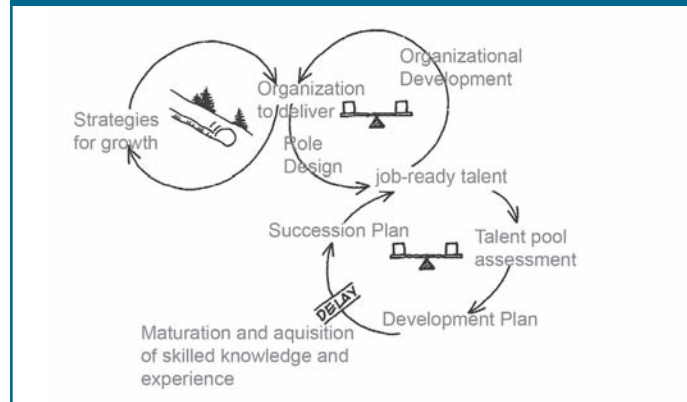 Organizational
Development
Organization
to deliver
Strategies
for growth
Role
Design
job-ready talent
Succession Plan
Talent pool
assessment
DELAY
Development Plan
Maturation and aquisition
of skilled knowledge and
experience